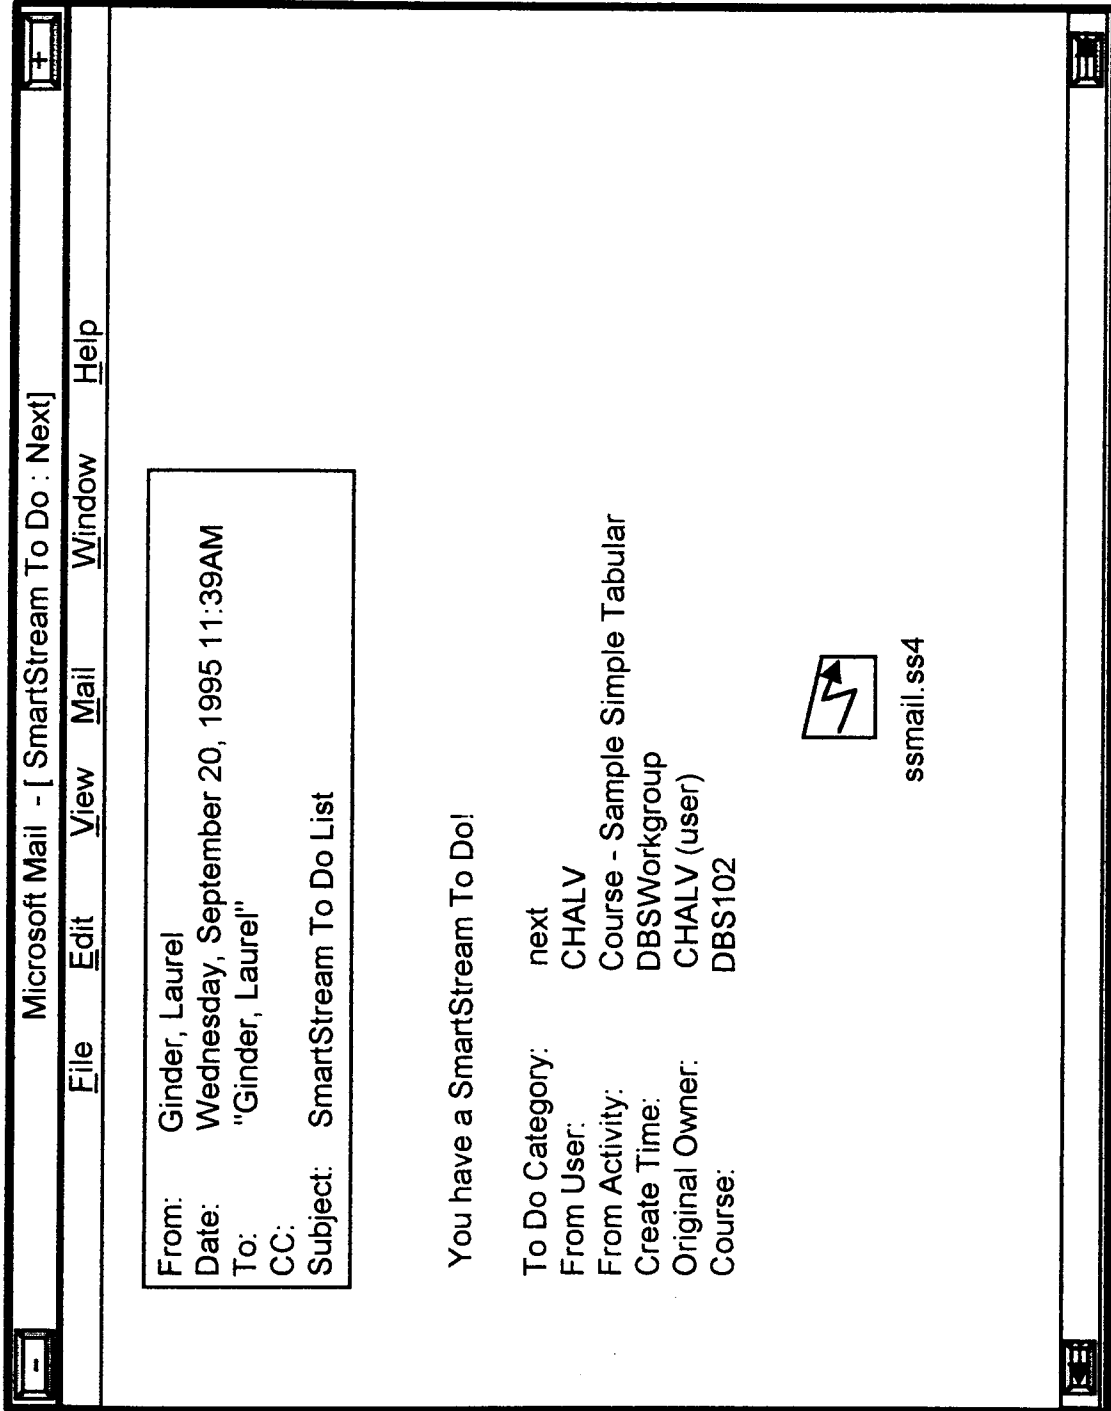 Microsoft Mail - [ SmartStream To Do : Next]
File Edit View Mail Window Help
From: Ginder, Laurel
Date: Wednesday, September 20, 1995 11:39AM
To: "Ginder, Laurel"
CC:
Subject: SmartStream To Do List
You have a SmartStream To Do!
To Do Category: next
From User: CHALV
From Activity: Course - Sample Simple Tabular
Create Time: DBSWorkgroup
Original Owner: CHALV (user)
Course: DBS102
ssmail.ss4